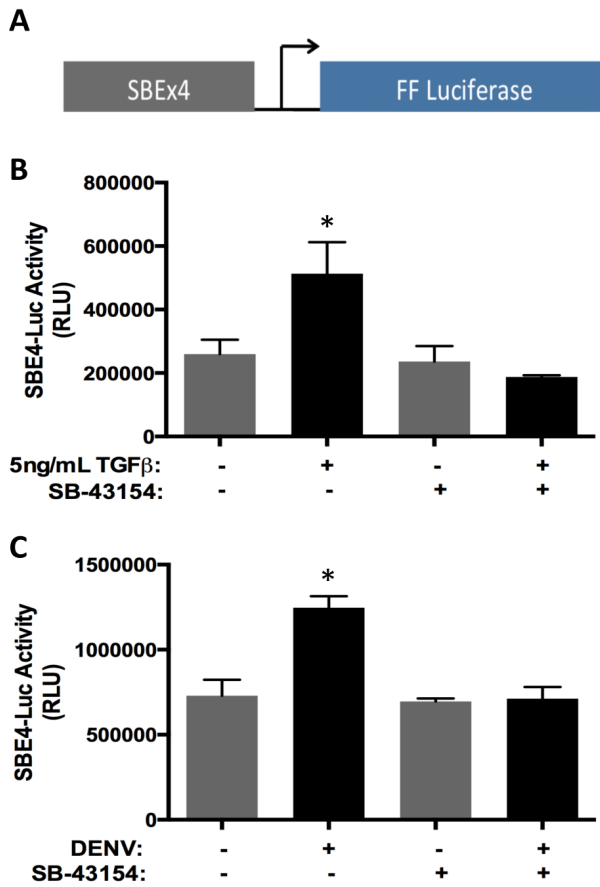 A
SBEx4
FF Luciferase
B
SBE4-Luc Activity
(RLU)
800000
600000
400000
200000
0
*
5ng/mL TGFβ: - + - +
SB-43154: - - + +
C
SBE4-Luc Activity
(RLU)
1500000
1000000
500000
0
*
DENV: - + - +
SB-43154: - - + +